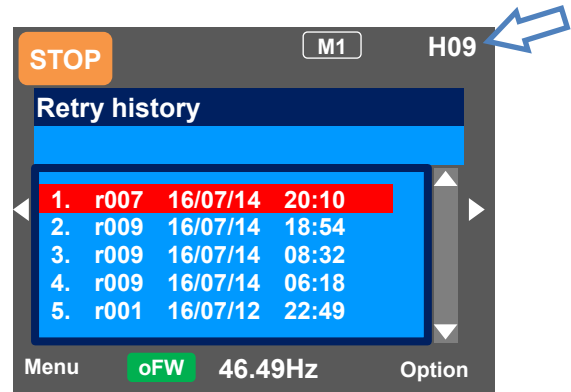 STOP M1 H09
Retry history
1. r007 16/07/14 20:10
2. r009 16/07/14 18:54
3. r009 16/07/14 08:32
4. r009 16/07/14 06:18
5. r001 16/07/12 22:49
Menu oFW 46.49Hz Option